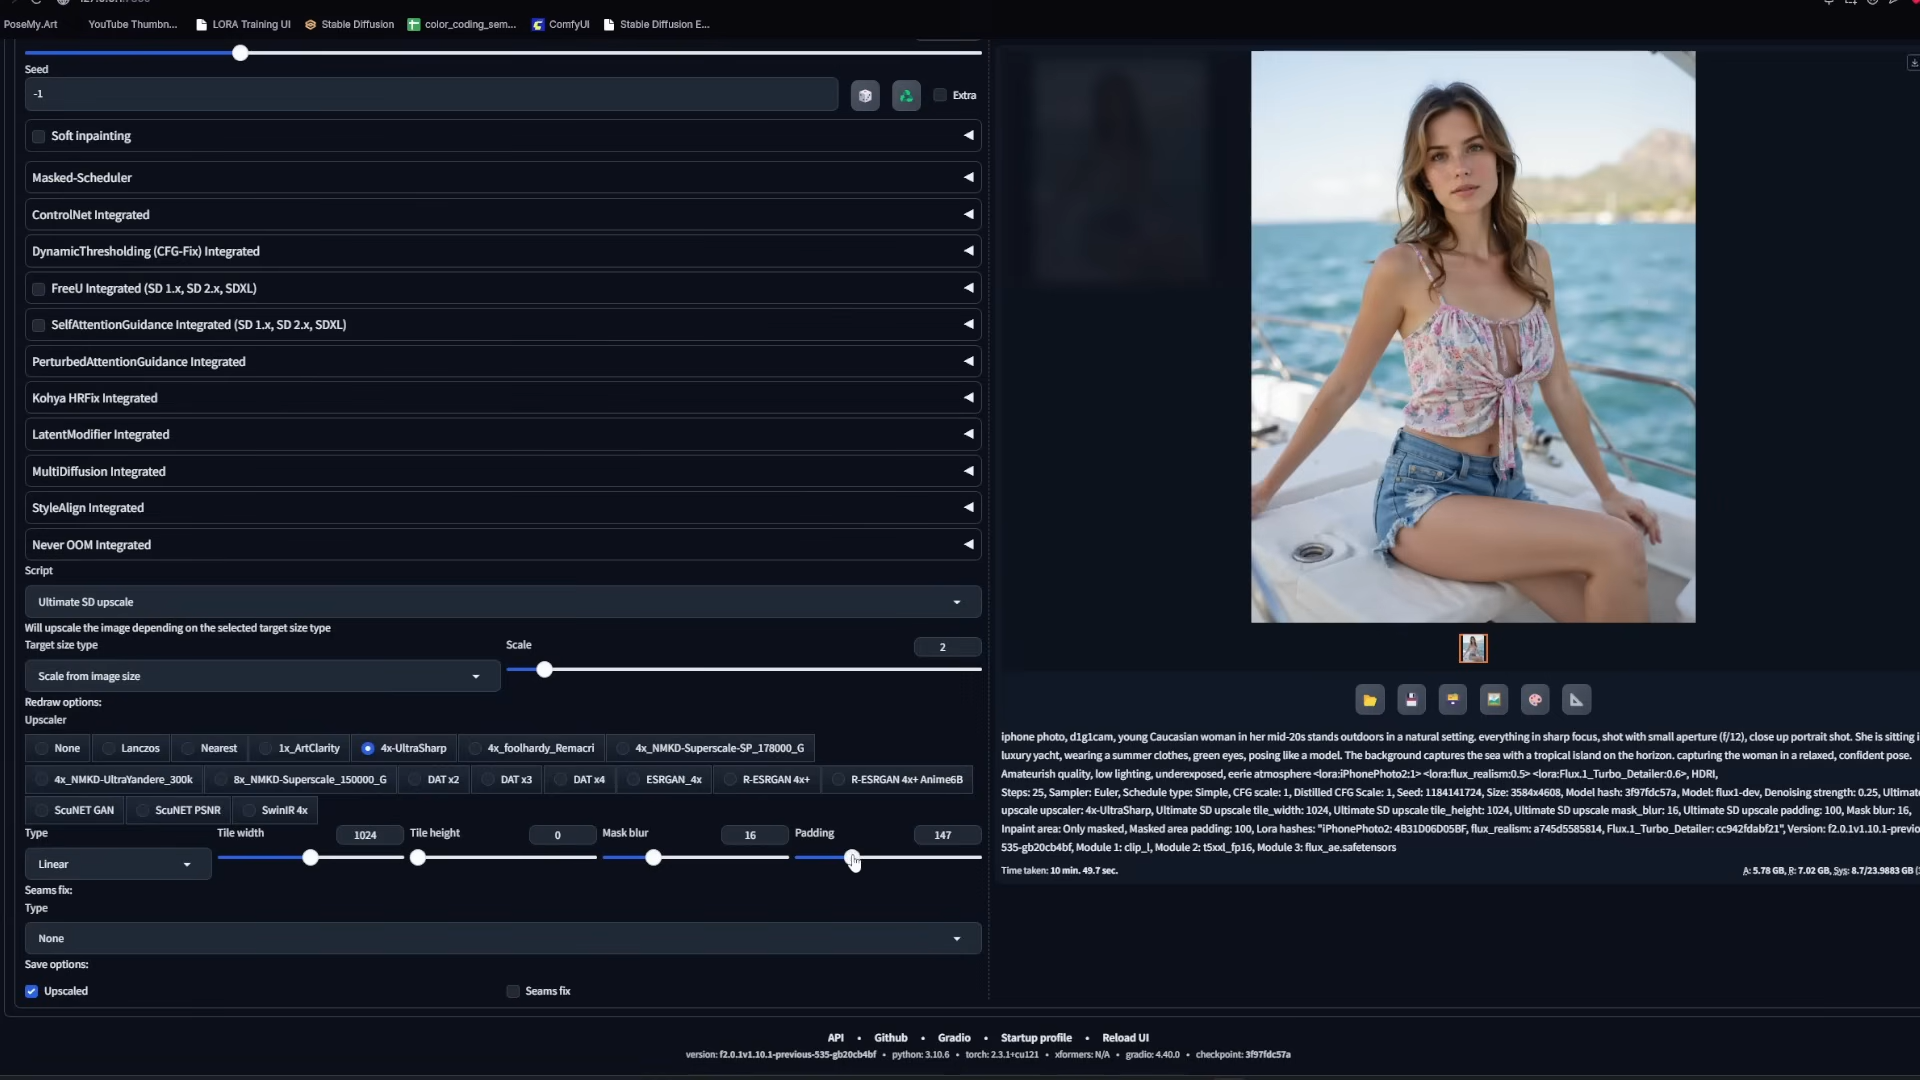 PoseMy.Art YouTube Thumbn... LORA Training UI Stable Diffusion color_coding_sem... ComfyUI Stable Diffusion E...
Seed
-1
Extra
Soft inpainting
Masked-Scheduler
ControlNet Integrated
DynamicThresholding (CFG-Fix) Integrated
FreeU Integrated (SD 1.x, SD 2.x, SDXL)
SelfAttentionGuidance Integrated (SD 1.x, SD 2.x, SDXL)
PerturbedAttentionGuidance Integrated
Kohya HRFix Integrated
LatentModifier Integrated
MultiDiffusion Integrated
StyleAlign Integrated
Never OOM Integrated
Script
Ultimate SD upscale
Will upscale the image depending on the selected target size type
Target size type Scale 2
Scale from image size
Redraw options:
Upscaler
None Lanczos Nearest 1x_ArtClarity 4x-UltraSharp 4x_foolhardy_Remacri 4x_NMKD-Superscale-SP_178000_G
4x_NMKD-UltraYandere_300k 8x_NMKD-Superscale_150000_G DAT x2 DAT x3 DAT x4 ESRGAN_4x R-ESRGAN 4x+ R-ESRGAN 4x+ Anime6B
ScuNET GAN ScuNET PSNR SwinIR 4x
Type Tile width 1024 Tile height 0 Mask blur 16 Padding 147
Linear
Seams fix:
Type
None
Save options:
Upscaled Seams fix
iphone photo, d1g1cam, young Caucasian woman in her mid-20s stands outdoors in a natural setting. everything in sharp focus, shot with small aperture (f/12), close up portrait shot. She is sitting
luxury yacht, wearing a summer clothes, green eyes, posing like a model. The background captures the sea with a tropical island on the horizon. capturing the woman in a relaxed, confident pose.
Amateurish quality, low lighting, underexposed, eerie atmosphere <lora:iPhonePhoto2:1> <lora:flux_realism:0.5> <lora:Flux.1_Turbo_Detailer:0.6>, HDRI,
Steps: 25, Sampler: Euler, Schedule type: Simple, CFG scale: 1, Distilled CFG Scale: 1, Seed: 1184141724, Size: 3584x4608, Model hash: 3f97fdc57a, Model: flux1-dev, Denoising strength: 0.25, Ultimate
upscale upscaler: 4x-UltraSharp, Ultimate SD upscale tile_width: 1024, Ultimate SD upscale tile_height: 1024, Ultimate SD upscale mask_blur: 16, Ultimate SD upscale padding: 100, Mask blur: 16,
Inpaint area: Only masked, Masked area padding: 100, Lora hashes: "iPhonePhoto2: 4B31D06D05BF, flux_realism: a745d5585814, Flux.1_Turbo_Detailer: cc942fdabf21", Version: f2.0.1v1.10.1-previo
535-gb20cb4bf, Module 1: clip_l, Module 2: t5xxl_fp16, Module 3: flux_ae.safetensors
Time taken: 10 min. 49.7 sec. A: 5.78 GB, R: 7.02 GB, Sys: 8.7/23.9883 GB
API • Github • Gradio • Startup profile • Reload UI
version: f2.0.1v1.10.1-previous-535-gb20cb4bf • python: 3.10.6 • torch: 2.3.1+cu121 • xformers: N/A • gradio: 4.40.0 • checkpoint: 3f97fdc57a